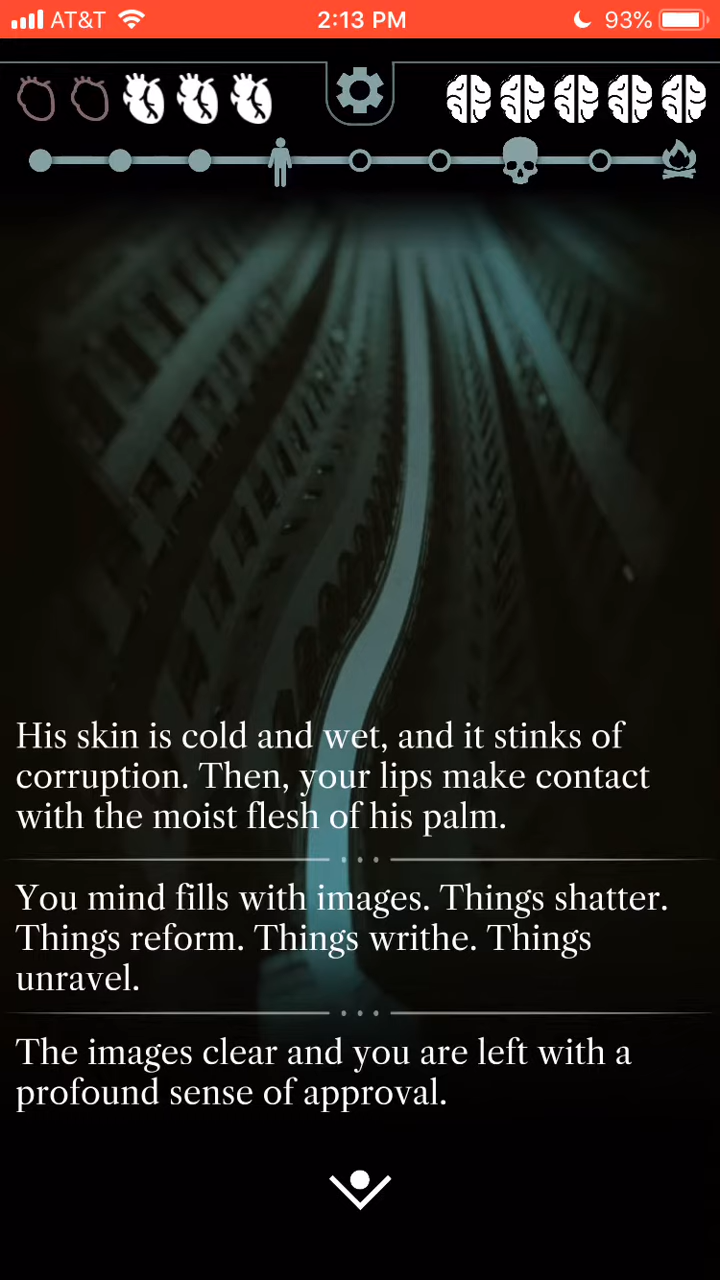 AT&T 2:13 PM 93%
His skin is cold and wet, and it stinks of
corruption. Then, your lips make contact
with the moist flesh of his palm.
You mind fills with images. Things shatter.
Things reform. Things writhe. Things
unravel.
The images clear and you are left with a
profound sense of approval.